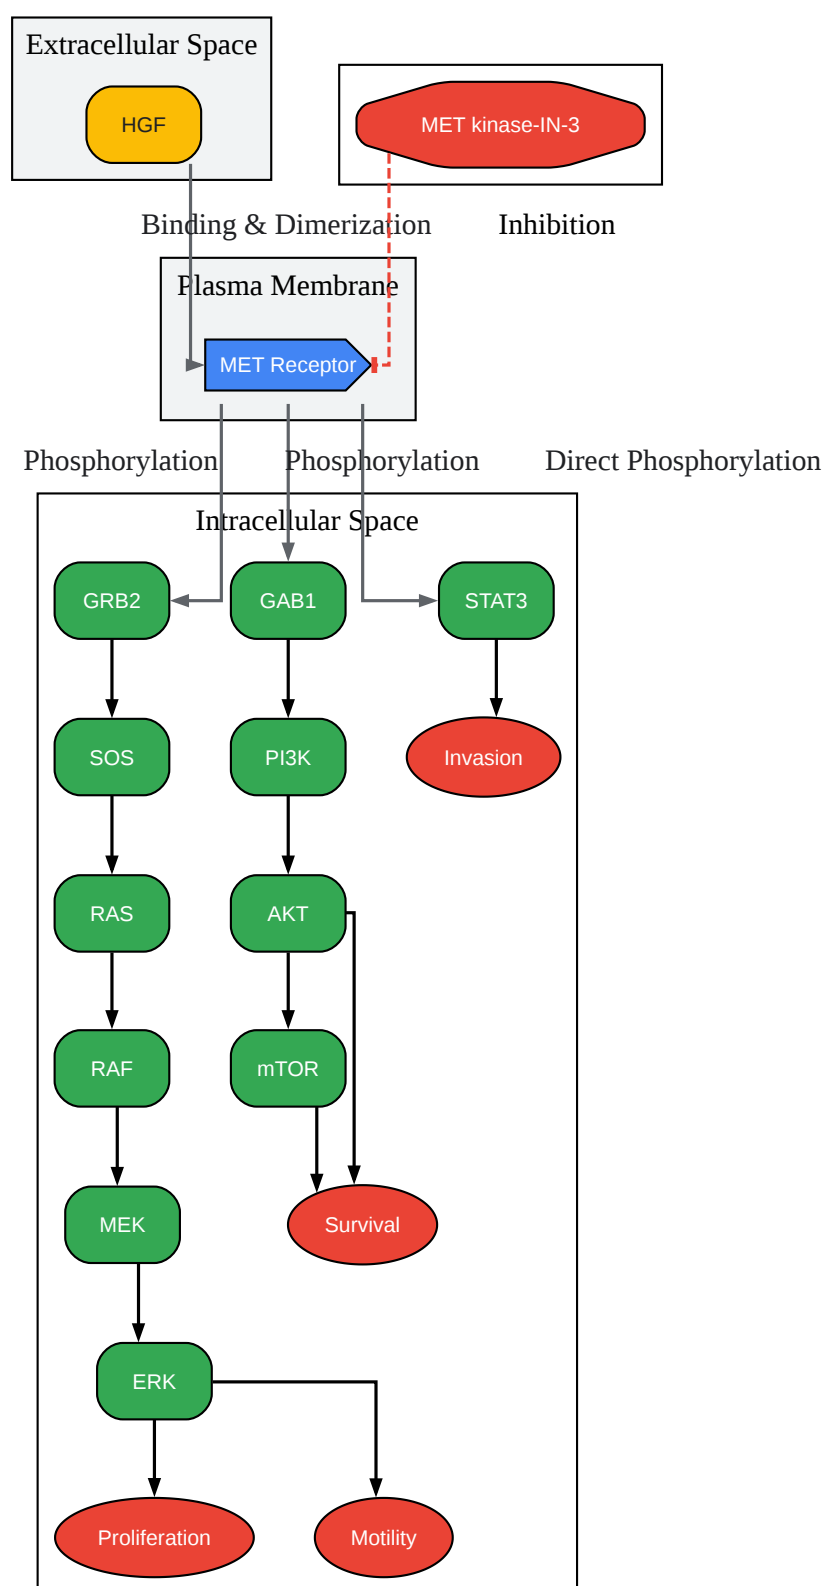 Extracellular Space
HGF
MET kinase-IN-3
Binding & Dimerization
Inhibition
Plasma Membrane
MET Receptor
Phosphorylation
Phosphorylation
Direct Phosphorylation
Intracellular Space
GRB2
GAB1
STAT3
SOS
PI3K
Invasion
RAS
AKT
RAF
mTOR
MEK
Survival
ERK
Proliferation
Motility